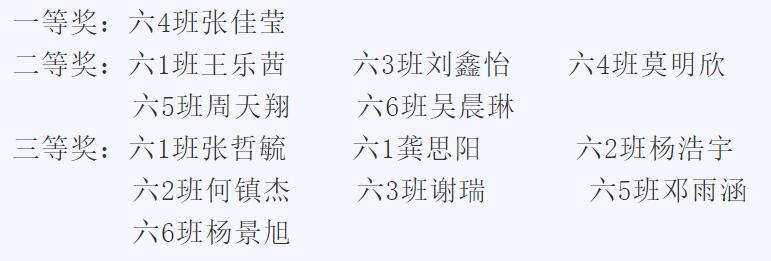 一等奖：六4班张佳莹
二等奖：六1班王乐茜 六3班刘鑫怡 六4班莫明欣
六5班周天翔 六6班吴晨琳
三等奖：六1班张哲毓 六1龚思阳 六2班杨浩宇
六2班何镇杰 六3班谢瑞 六5班邓雨涵
六6班杨景旭